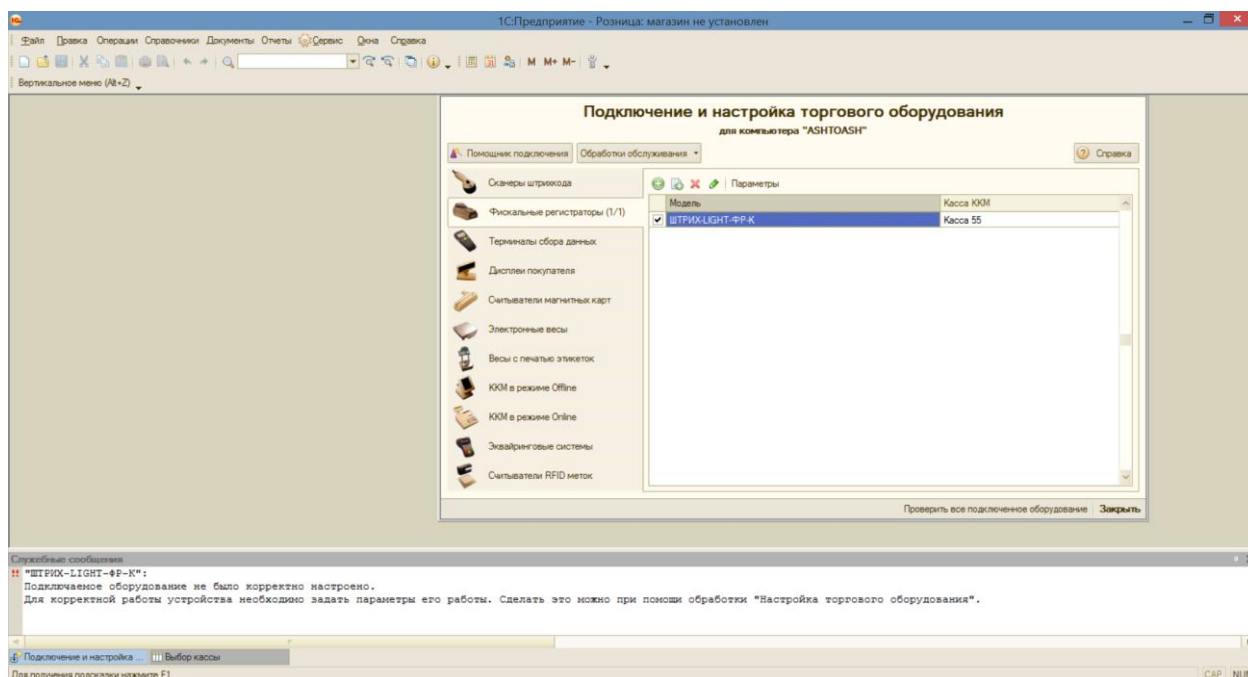 1С:Предприятие - Розница: магазин не установлен
Файл Правка Операции Справочники Документы Отчеты Сервис Окна Справка
M M+ M-
Вертикальное меню (Alt+Z)
Подключение и настройка торгового оборудования
для компьютера "ASHTOASH"
Помощник подключения Обработки обслуживания Справка
Сканеры штрихкода
Фискальные регистраторы (1/1)
Терминалы сбора данных
Дисплеи покупателя
Считыватели магнитных карт
Электронные весы
Весы с печатью этикеток
ККМ в режиме Offline
ККМ в режиме Online
Эквайринговые системы
Считыватели RFID меток
Параметры
Модель Касса ККМ
ШТРИХ-LIGHT-ФР-К Касса 55
Проверить все подключенное оборудование Закрыть
Служебные сообщения
"ШТРИХ-LIGHT-ФР-К":
Подключаемое оборудование не было корректно настроено.
Для корректной работы устройства необходимо задать параметры его работы. Сделать это можно при помощи обработки "Настройка торгового оборудования".
Подключение и настройка ... Выбор кассы
Для получения подсказки нажмите F1 CAP NUM